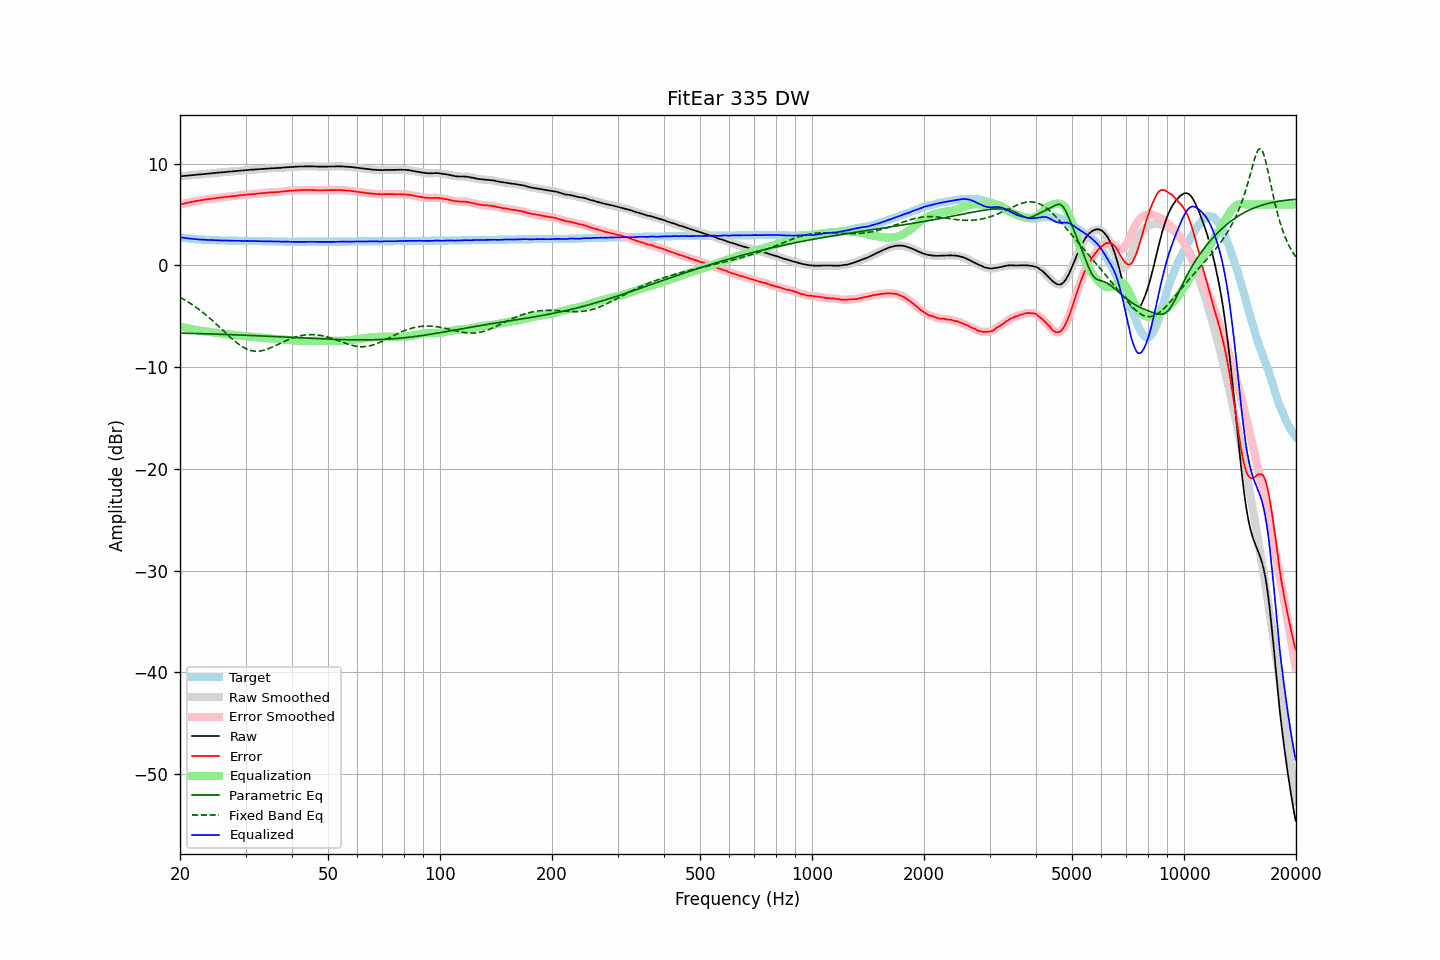 FitEar 335 DW
10
0
−10
−20
−30
−40
−50
Amplitude (dBr)
Target
Raw Smoothed
Error Smoothed
Raw
Error
Equalization
Parametric Eq
Fixed Band Eq
Equalized
20 50 100 200 500 1000 2000 5000 10000 20000
Frequency (Hz)